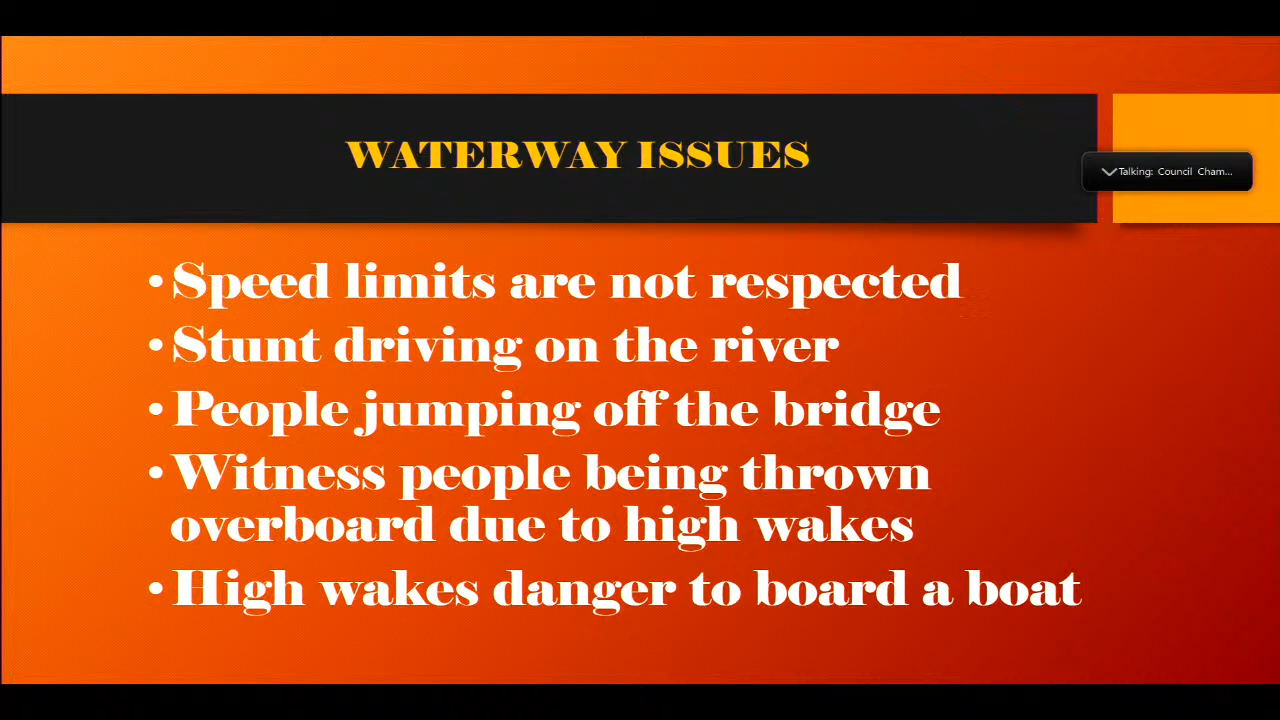 WATERWAY ISSUES
Talking: Council Cham...
• Speed limits are not respected
• Stunt driving on the river
• People jumping off the bridge
• Witness people being thrown
overboard due to high wakes
• High wakes danger to board a boat